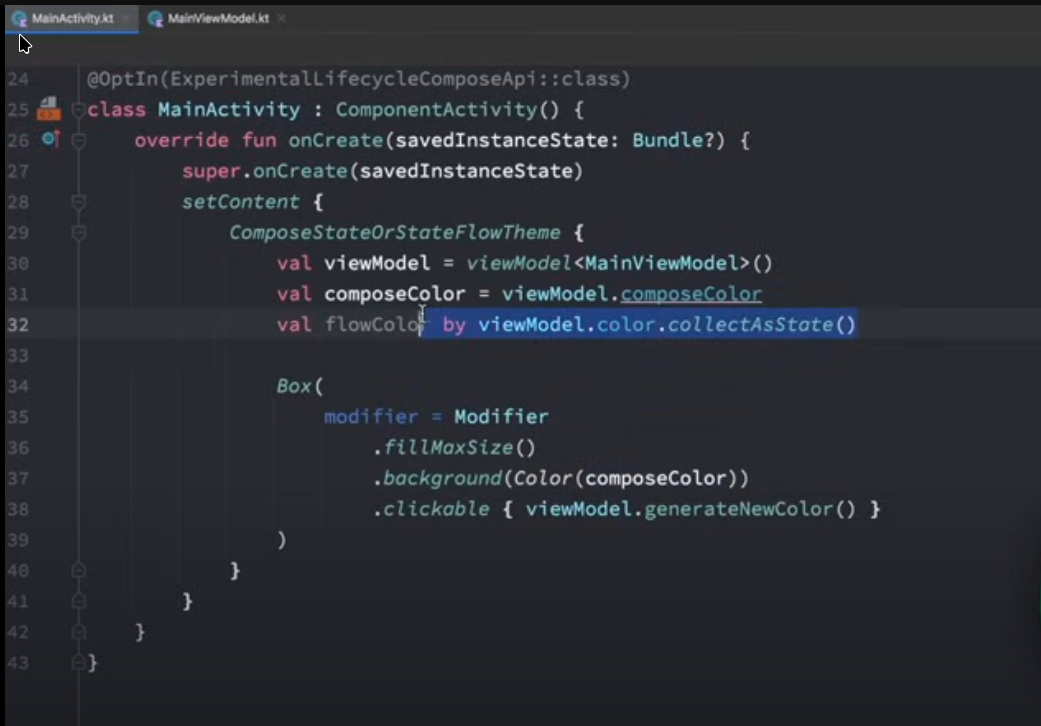 MainActivity.kt × MainViewModel.kt ×
24 @OptIn(ExperimentalLifecycleComposeApi::class)
25 class MainActivity : ComponentActivity() {
26 override fun onCreate(savedInstanceState: Bundle?) {
27 super.onCreate(savedInstanceState)
28 setContent {
29 ComposeStateOrStateFlowTheme {
30 val viewModel = viewModel<MainViewModel>()
31 val composeColor = viewModel.composeColor
32 val flowColor by viewModel.color.collectAsState()
33
34 Box(
35 modifier = Modifier
36 .fillMaxSize()
37 .background(Color(composeColor))
38 .clickable { viewModel.generateNewColor() }
39 )
40 }
41 }
42 }
43 }